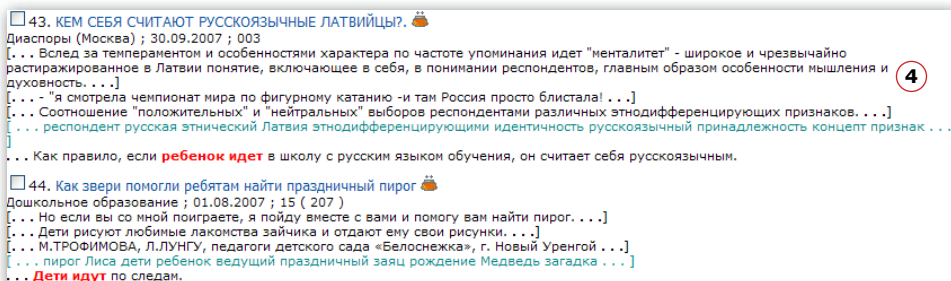 43. КЕМ СЕБЯ СЧИТАЮТ РУССКОЯЗЫЧНЫЕ ЛАТВИЙЦЫ?.
Диаспоры (Москва) ; 30.09.2007 ; 003
[. . . Вслед за темпераментом и особенностями характера по частоте упоминания идет "менталитет" - широкое и чрезвычайно
растиражированное в Латвии понятие, включающее в себя, в понимании респондентов, главным образом особенности мышления и
духовность. . . .]
4
[. . . - "я смотрела чемпионат мира по фигурному катанию -и там Россия просто блистала! . . .]
[. . . Соотношение "положительных" и "нейтральных" выборов респондентами различных этнодифференцирующих признаков. . . .]
[ . . . респондент русская этнический Латвия этнодифференцирующими идентичность русскоязычный принадлежность концепт признак . . .
]
. . . Как правило, если ребенок идет в школу с русским языком обучения, он считает себя русскоязычным.
44. Как звери помогли ребятам найти праздничный пирог
Дошкольное образование ; 01.08.2007 ; 15 ( 207 )
[. . . Но если вы со мной поиграете, я пойду вместе с вами и помогу вам найти пирог. . . .]
[. . . Дети рисуют любимые лакомства зайчика и отдают ему свои рисунки. . . .]
[. . . М.ТРОФИМОВА, Л.ЛУНГУ, педагоги детского сада «Белоснежка», г. Новый Уренгой . . .]
[ . . . пирог Лиса дети ребенок ведущий праздничный заяц рождение Медведь загадка . . . ]
. . . Дети идут по следам.